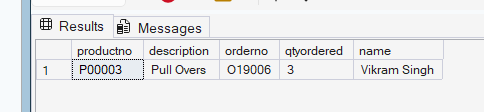 Results Messages
productno description orderno qtyordered name
1 P00003 Pull Overs O19006 3 Vikram Singh